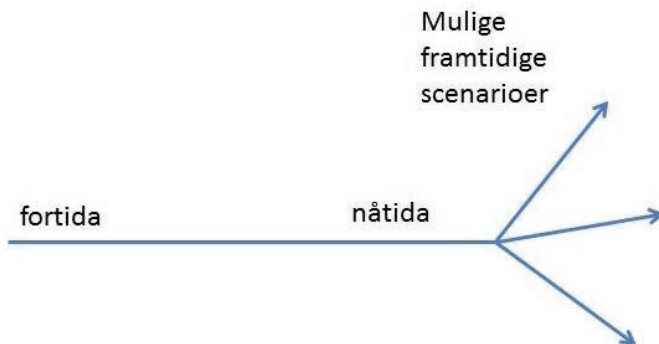 Mulige
framtidige
scenarioer
fortida
nåtida